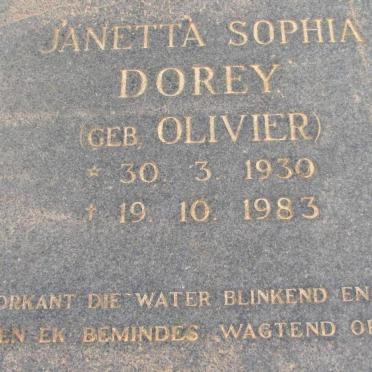 JANETTA SOPHIA
DOREY
(GEB. OLIVIER)
* 30. 3. 1930
† 19. 10. 1983
ORKANT DIE WATER BLINKEND EN
EN EK BEMINDES WAGTEND OP